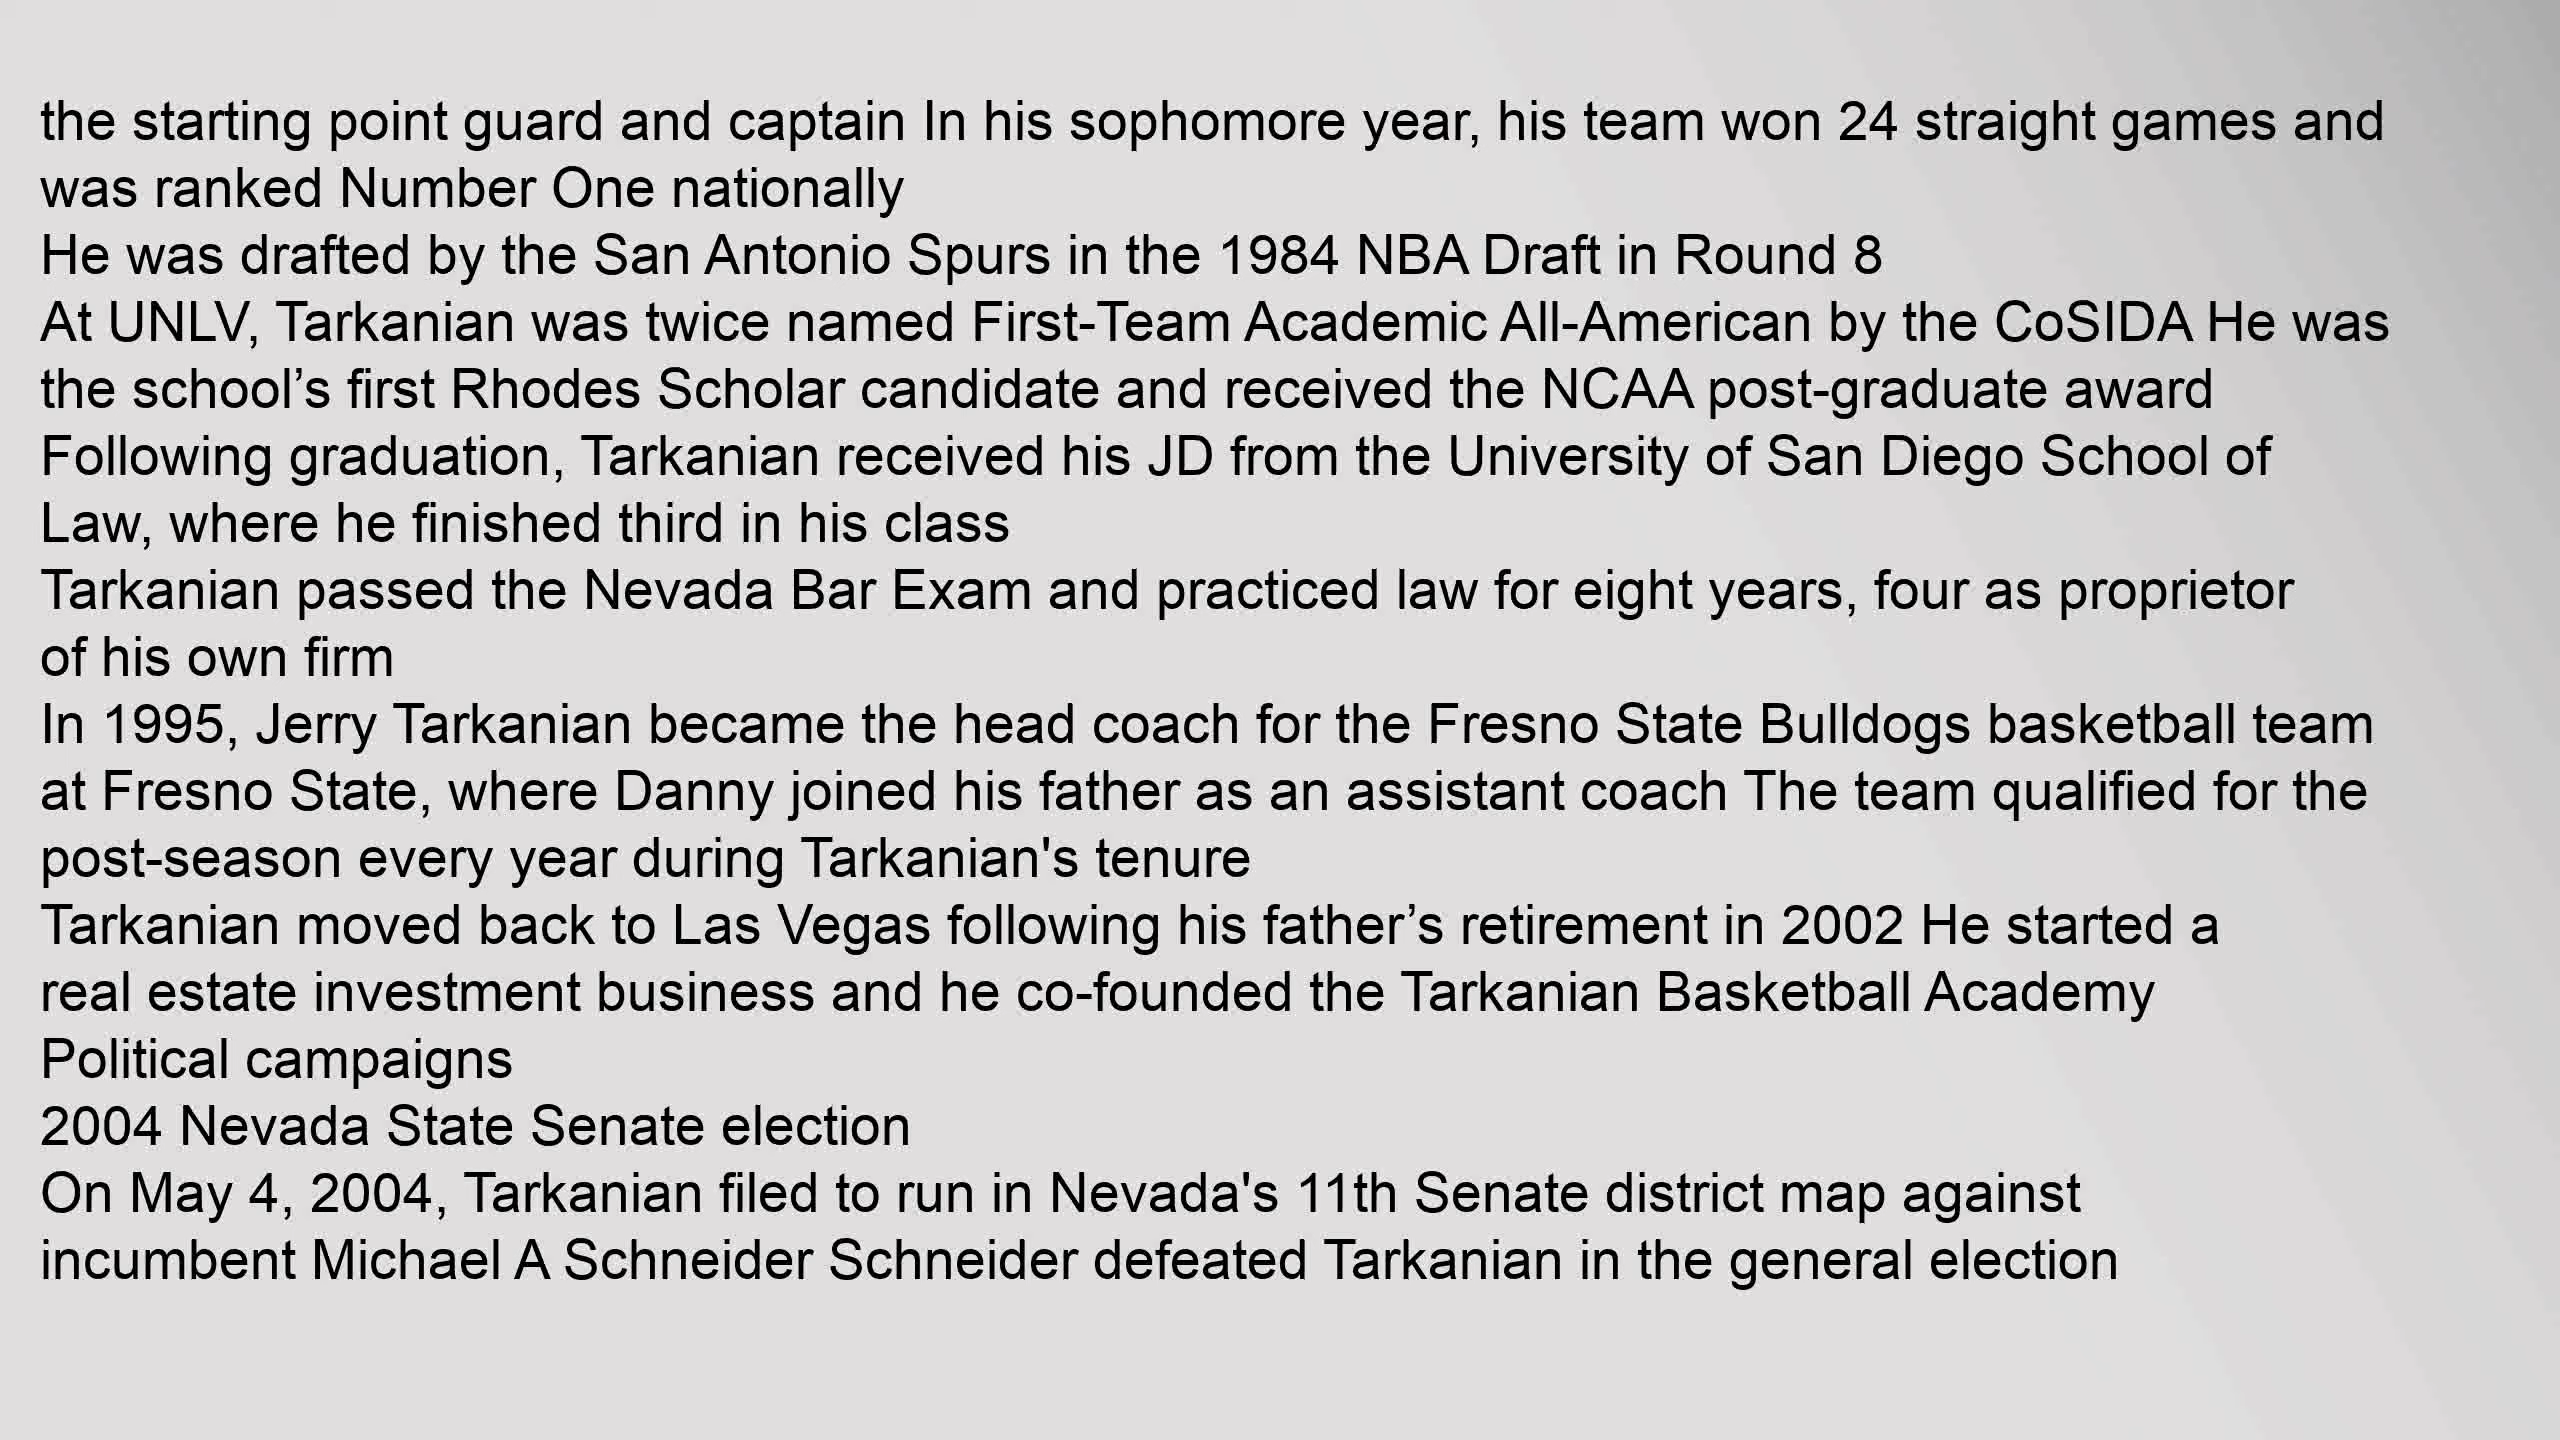 the starting point guard and captain In his sophomore year, his team won 24 straight games and
was ranked Number One nationally
He was drafted by the San Antonio Spurs in the 1984 NBA Draft in Round 8
At UNLV, Tarkanian was twice named First-Team Academic All-American by the CoSIDA He was
the school’s first Rhodes Scholar candidate and received the NCAA post-graduate award
Following graduation, Tarkanian received his JD from the University of San Diego School of
Law, where he finished third in his class
Tarkanian passed the Nevada Bar Exam and practiced law for eight years, four as proprietor
of his own firm
In 1995, Jerry Tarkanian became the head coach for the Fresno State Bulldogs basketball team
at Fresno State, where Danny joined his father as an assistant coach The team qualified for the
post-season every year during Tarkanian's tenure
Tarkanian moved back to Las Vegas following his father’s retirement in 2002 He started a
real estate investment business and he co-founded the Tarkanian Basketball Academy
Political campaigns
2004 Nevada State Senate election
On May 4, 2004, Tarkanian filed to run in Nevada's 11th Senate district map against
incumbent Michael A Schneider Schneider defeated Tarkanian in the general election